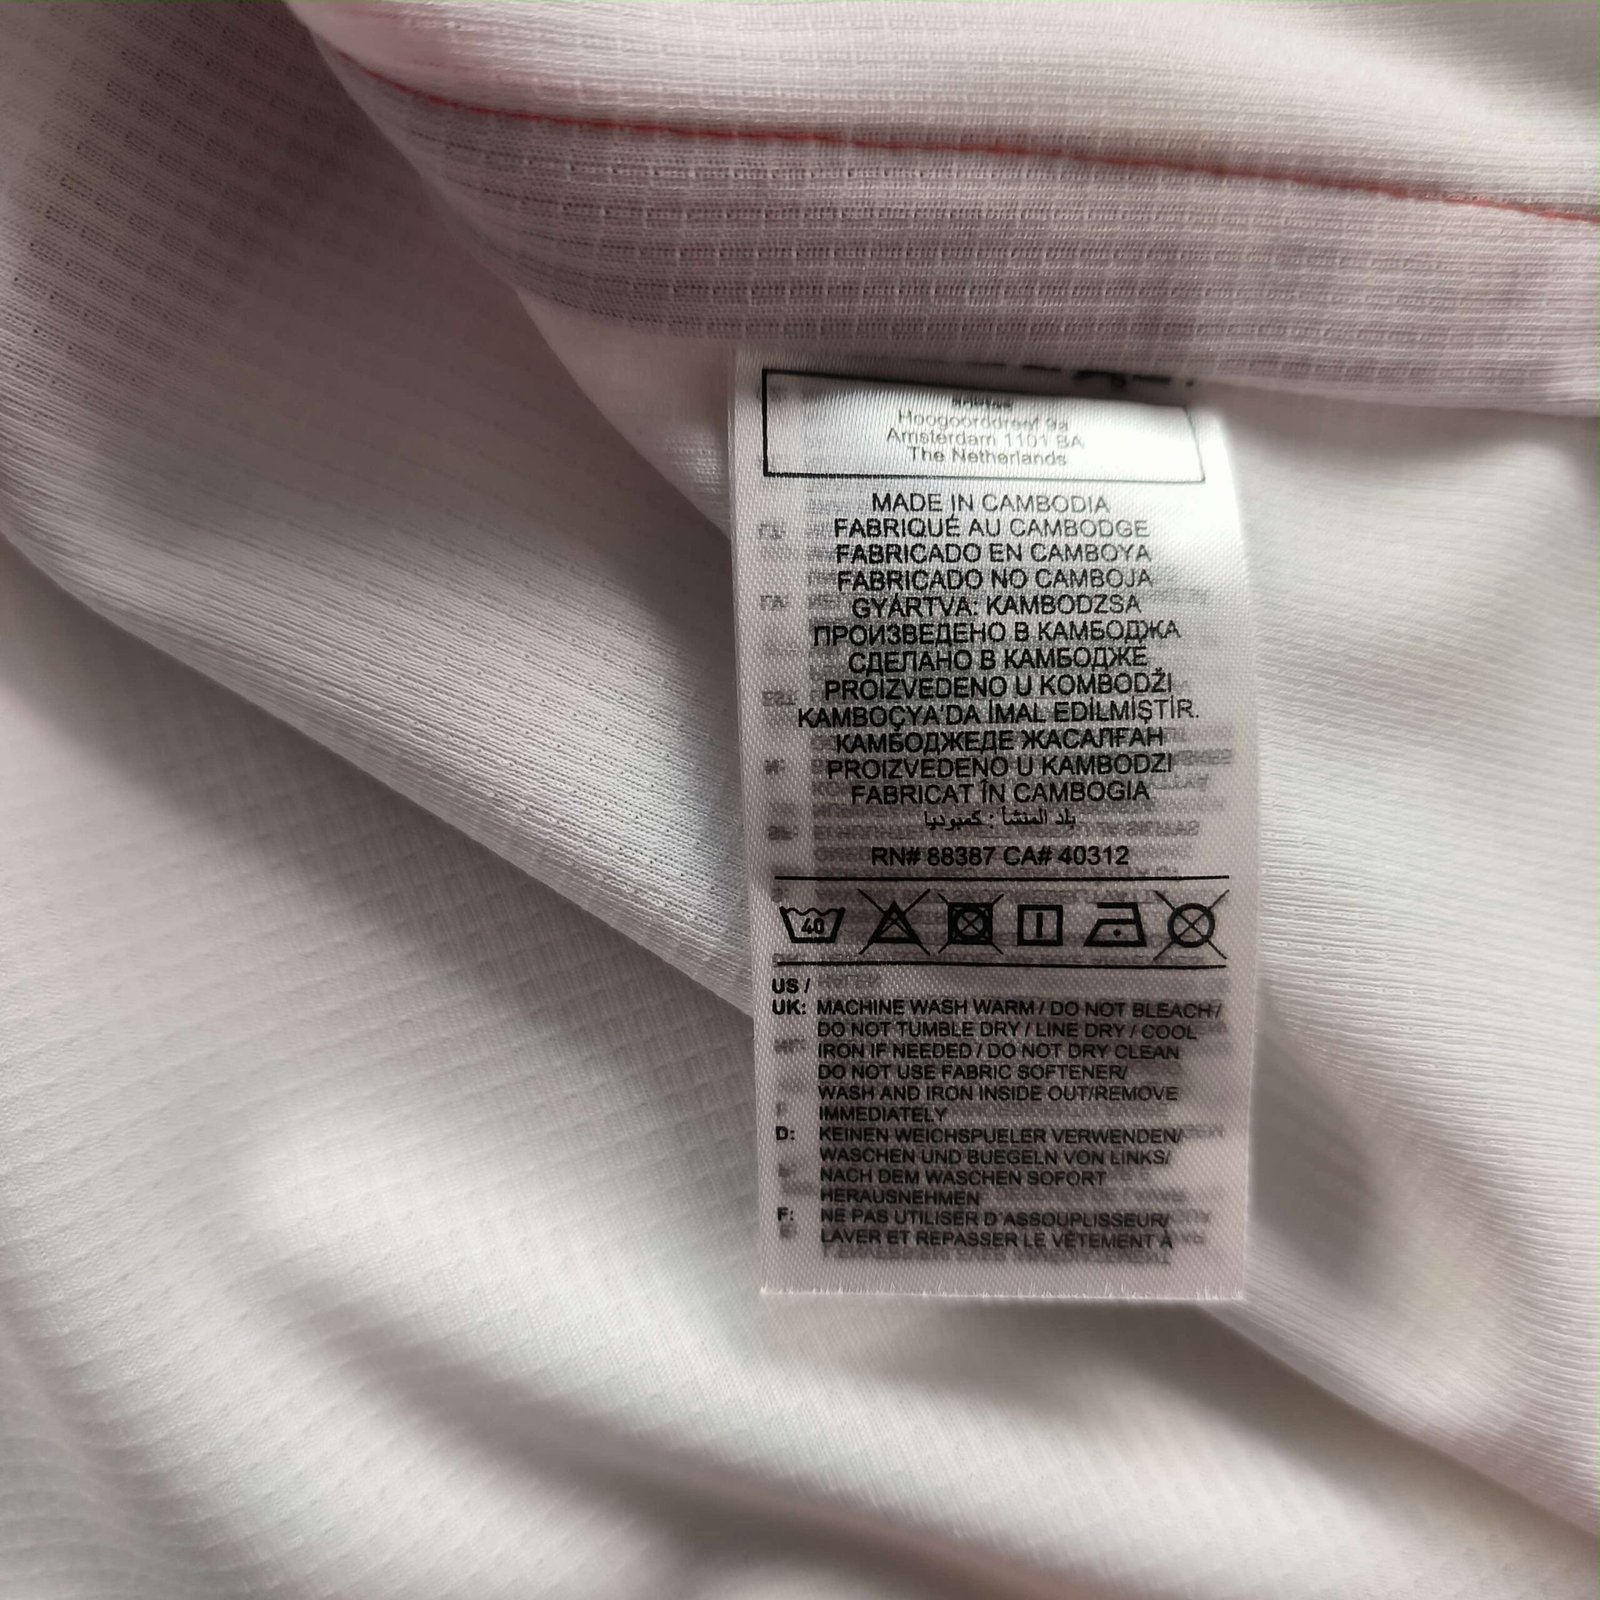 Hoogoorddreef 9a
Amsterdam 1101 BA
The Netherlands
MADE IN CAMBODIA
FABRIQUÉ AU CAMBODGE
FABRICADO EN CAMBOYA
FABRICADO NO CAMBOJA
GYÁRTVA: KAMBODZSA
ПРОИЗВЕДЕНО В КАМБОДЖА
СДЕЛАНО В КАМБОДЖЕ
PROIZVEDENO U KOMBODŽI
KAMBOÇYA'DA İMAL EDİLMİŞTİR.
КАМБОДЖЕДЕ ЖАСАЛҒАН
PROIZVEDENO U KAMBODZI
FABRICAT ÎN CAMBOGIA
بلد المنشأ : كمبوديا
RN# 88387 CA# 40312
40
US /
UK: MACHINE WASH WARM / DO NOT BLEACH/
DO NOT TUMBLE DRY / LINE DRY / COOL
IRON IF NEEDED / DO NOT DRY CLEAN
DO NOT USE FABRIC SOFTENER/
WASH AND IRON INSIDE OUT/REMOVE
IMMEDIATELY
D: KEINEN WEICHSPUELER VERWENDEN/
WASCHEN UND BUEGELN VON LINKS/
NACH DEM WASCHEN SOFORT
HERAUSNEHMEN
F: NE PAS UTILISER D'ASSOUPLISSEUR/
LAVER ET REPASSER LE VÊTEMENT À